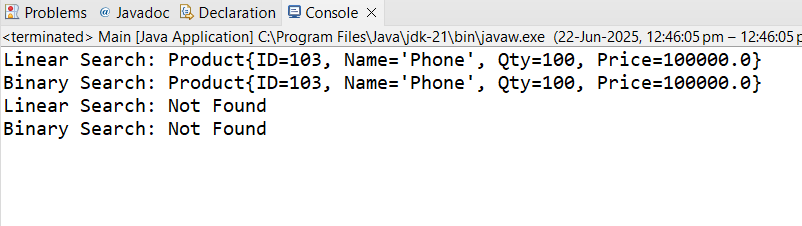 Problems @ Javadoc Declaration Console
<terminated> Main [Java Application] C:\Program Files\Java\jdk-21\bin\javaw.exe (22-Jun-2025, 12:46:05 pm – 12:46:05 p
Linear Search: Product{ID=103, Name='Phone', Qty=100, Price=100000.0}
Binary Search: Product{ID=103, Name='Phone', Qty=100, Price=100000.0}
Linear Search: Not Found
Binary Search: Not Found